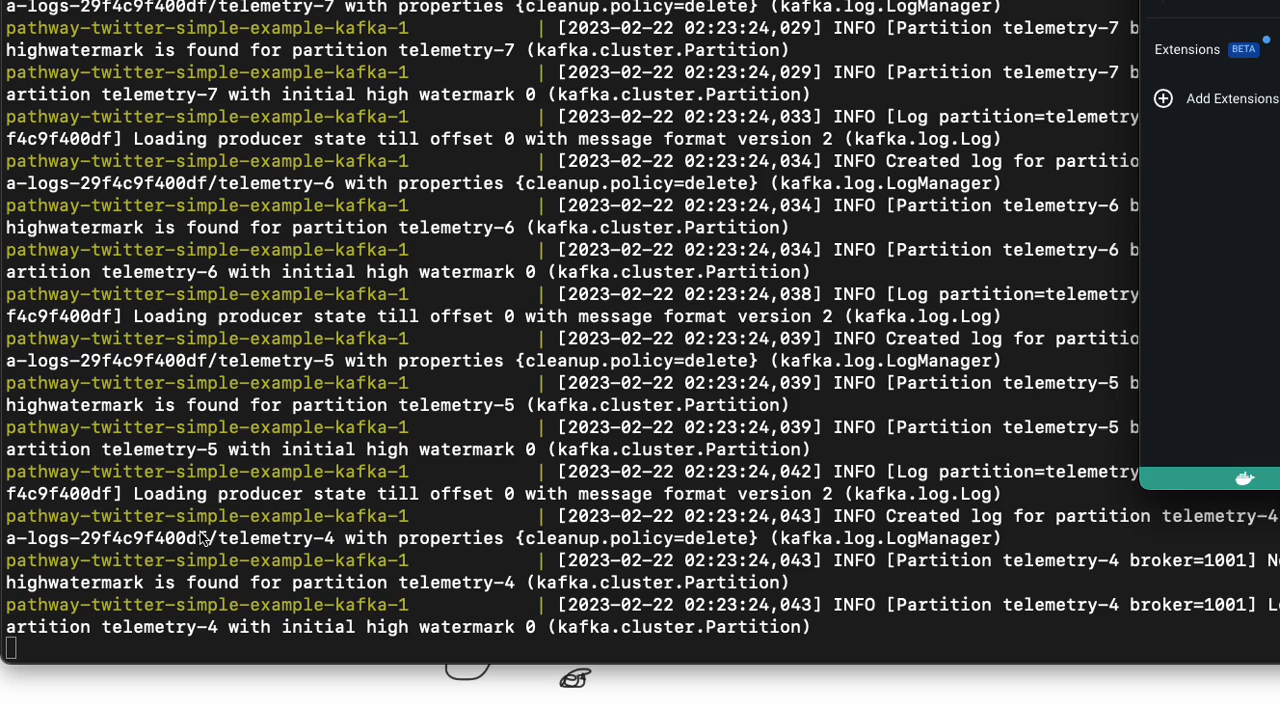 a-logs-29f4c9f400df/telemetry-7 with properties {cleanup.policy=delete} (kafka.log.LogManager)
pathway-twitter-simple-example-kafka-1 | [2023-02-22 02:23:24,029] INFO [Partition telemetry-7 b
highwatermark is found for partition telemetry-7 (kafka.cluster.Partition)
pathway-twitter-simple-example-kafka-1 | [2023-02-22 02:23:24,029] INFO [Partition telemetry-7 b
artition telemetry-7 with initial high watermark 0 (kafka.cluster.Partition)
pathway-twitter-simple-example-kafka-1 | [2023-02-22 02:23:24,033] INFO [Log partition=telemetry
f4c9f400df] Loading producer state till offset 0 with message format version 2 (kafka.log.Log)
pathway-twitter-simple-example-kafka-1 | [2023-02-22 02:23:24,034] INFO Created log for partitio
a-logs-29f4c9f400df/telemetry-6 with properties {cleanup.policy=delete} (kafka.log.LogManager)
pathway-twitter-simple-example-kafka-1 | [2023-02-22 02:23:24,034] INFO [Partition telemetry-6 b
highwatermark is found for partition telemetry-6 (kafka.cluster.Partition)
pathway-twitter-simple-example-kafka-1 | [2023-02-22 02:23:24,034] INFO [Partition telemetry-6 b
artition telemetry-6 with initial high watermark 0 (kafka.cluster.Partition)
pathway-twitter-simple-example-kafka-1 | [2023-02-22 02:23:24,038] INFO [Log partition=telemetry
f4c9f400df] Loading producer state till offset 0 with message format version 2 (kafka.log.Log)
pathway-twitter-simple-example-kafka-1 | [2023-02-22 02:23:24,039] INFO Created log for partitio
a-logs-29f4c9f400df/telemetry-5 with properties {cleanup.policy=delete} (kafka.log.LogManager)
pathway-twitter-simple-example-kafka-1 | [2023-02-22 02:23:24,039] INFO [Partition telemetry-5 b
highwatermark is found for partition telemetry-5 (kafka.cluster.Partition)
pathway-twitter-simple-example-kafka-1 | [2023-02-22 02:23:24,039] INFO [Partition telemetry-5 b
artition telemetry-5 with initial high watermark 0 (kafka.cluster.Partition)
pathway-twitter-simple-example-kafka-1 | [2023-02-22 02:23:24,042] INFO [Log partition=telemetry
f4c9f400df] Loading producer state till offset 0 with message format version 2 (kafka.log.Log)
pathway-twitter-simple-example-kafka-1 | [2023-02-22 02:23:24,043] INFO Created log for partition telemetry-4
a-logs-29f4c9f400df/telemetry-4 with properties {cleanup.policy=delete} (kafka.log.LogManager)
pathway-twitter-simple-example-kafka-1 | [2023-02-22 02:23:24,043] INFO [Partition telemetry-4 broker=1001] N
highwatermark is found for partition telemetry-4 (kafka.cluster.Partition)
pathway-twitter-simple-example-kafka-1 | [2023-02-22 02:23:24,043] INFO [Partition telemetry-4 broker=1001] L
artition telemetry-4 with initial high watermark 0 (kafka.cluster.Partition)
Extensions BETA
Add Extensions